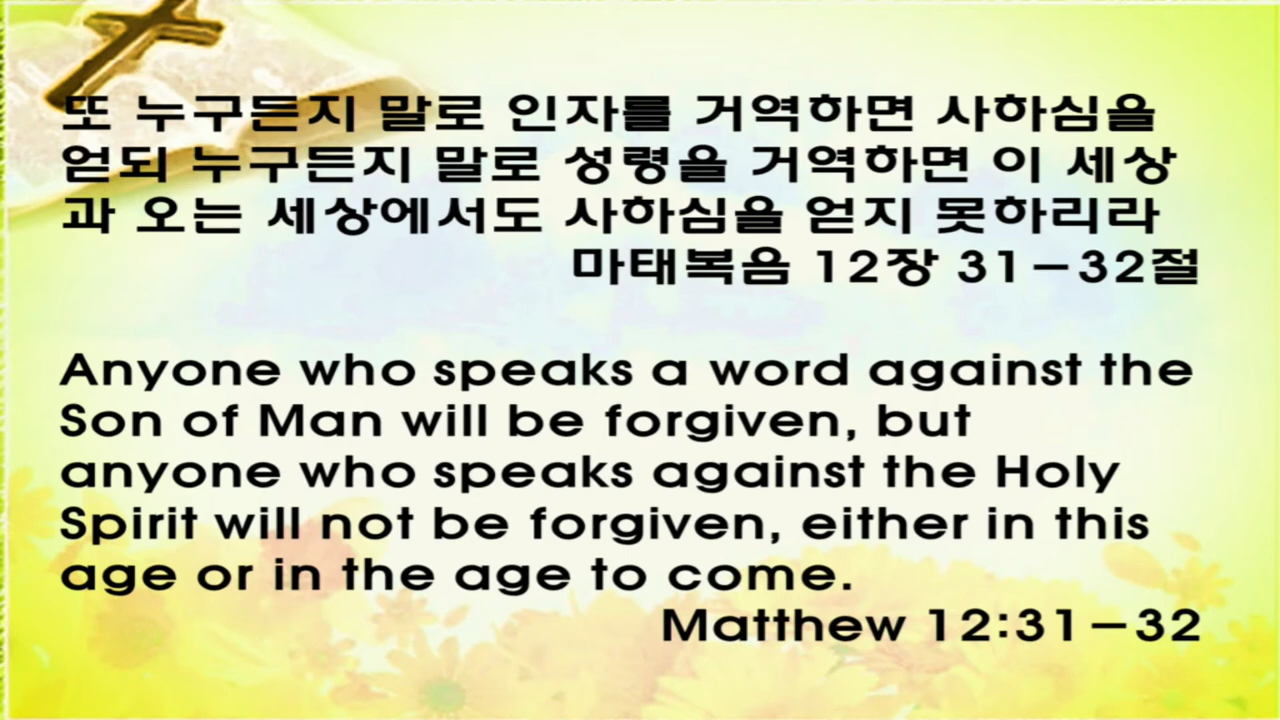 또 누구든지 말로 인자를 거역하면 사하심을
얻되 누구든지 말로 성령을 거역하면 이 세상
과 오는 세상에서도 사하심을 얻지 못하리라
마태복음 12장 31-32절
Anyone who speaks a word against the
Son of Man will be forgiven, but
anyone who speaks against the Holy
Spirit will not be forgiven, either in this
age or in the age to come.
Matthew 12:31-32